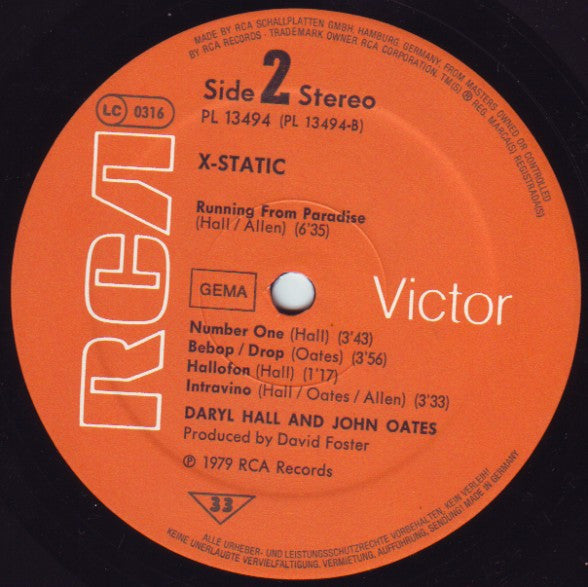 MADE BY RCA SCHALLPLATTEN GMBH, HAMBURG, GERMANY, FROM MASTERS OWNED OR CONTROLLED
BY RCA RECORDS · TRADEMARK OWNER RCA CORPORATION. TM(S) ® REG. MARCA(S) REGISTRADA(S)
Side 2 Stereo
LC 0316
PL 13494 (PL 13494-B)
RCA
X-STATIC
Running From Paradise
(Hall / Allen) (6'35)
GEMA
Victor
Number One (Hall) (3'43)
Bebop / Drop (Oates) (3'56)
Hallofon (Hall) (1'17)
Intravino (Hall / Oates / Allen) (3'33)
DARYL HALL AND JOHN OATES
Produced by David Foster
℗ 1979 RCA Records
33
ALLE URHEBER- UND LEISTUNGSSCHUTZRECHTE VORBEHALTEN, KEIN VERLEIH!
KEINE UNERLAUBTE VERVIELFÄLTIGUNG, VERMIETUNG, AUFFÜHRUNG, SENDUNG! MADE IN GERMANY